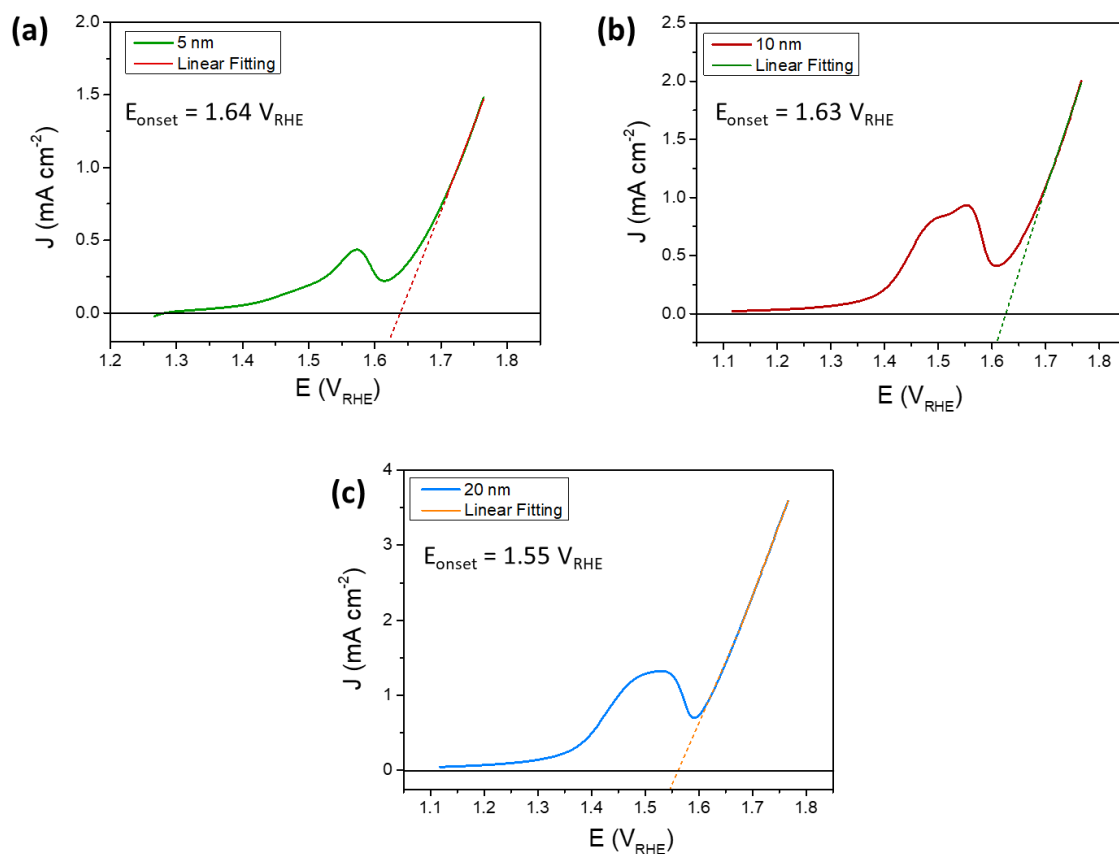 (a)
5 nm
Linear Fitting
E_onset = 1.64 V_RHE
J (mA cm⁻²)
2.0
1.5
1.0
0.5
0.0
1.2 1.3 1.4 1.5 1.6 1.7 1.8
E (V_RHE)
(b)
10 nm
Linear Fitting
E_onset = 1.63 V_RHE
J (mA cm⁻²)
2.5
2.0
1.5
1.0
0.5
0.0
1.1 1.2 1.3 1.4 1.5 1.6 1.7 1.8
E (V_RHE)
(c)
20 nm
Linear Fitting
E_onset = 1.55 V_RHE
J (mA cm⁻²)
4
3
2
1
0
1.1 1.2 1.3 1.4 1.5 1.6 1.7 1.8
E (V_RHE)